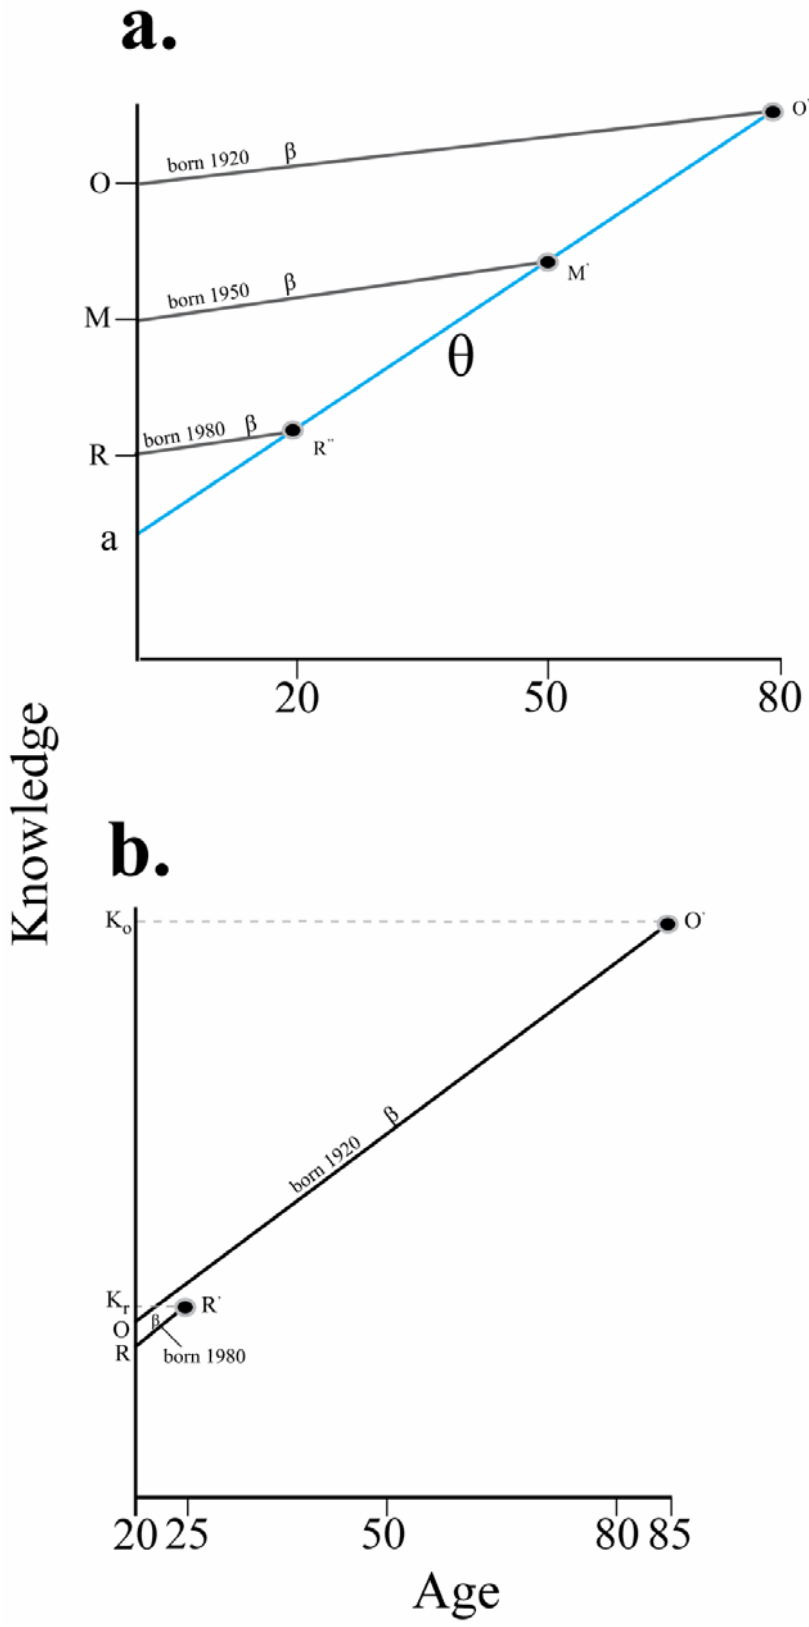 a.
O'
born 1920 β
O
born 1950 β
M'
M
θ
born 1980 β
R''
R
a
20 50 80
Knowledge
b.
Ko
O'
born 1920 β
Kr
R'
O
β
R
born 1980
20 25 50 80 85
Age